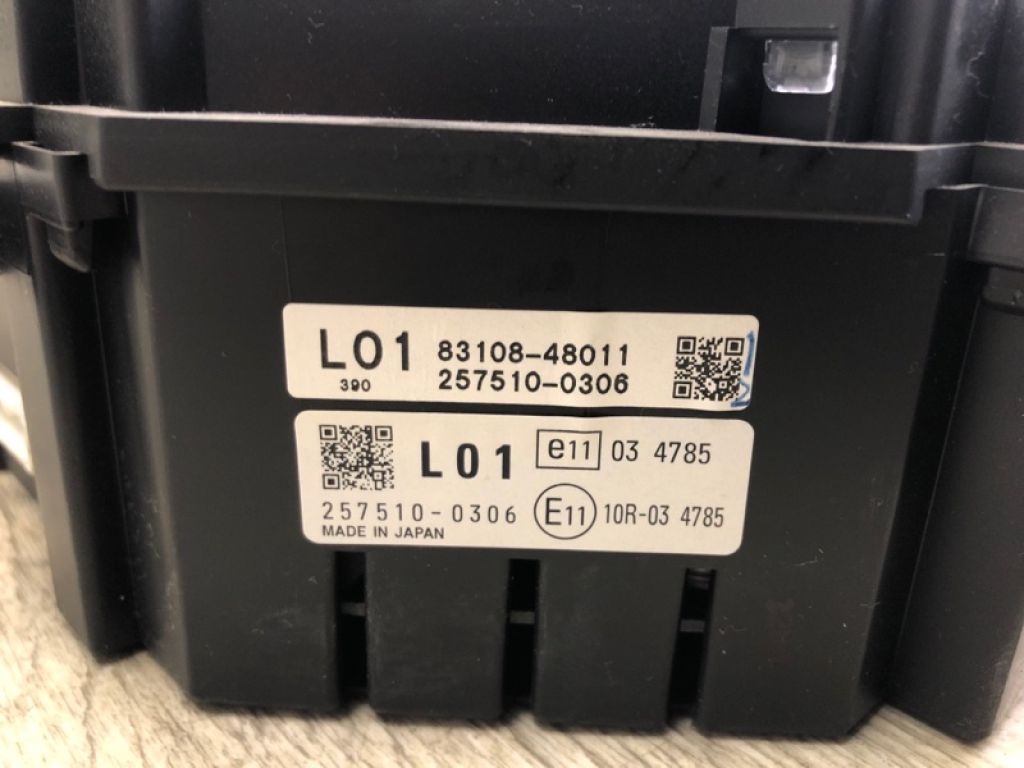 L01 83108-48011
390 257510-0306
L01 e11 03 4785
257510-0306 E11 10R-03 4785
MADE IN JAPAN